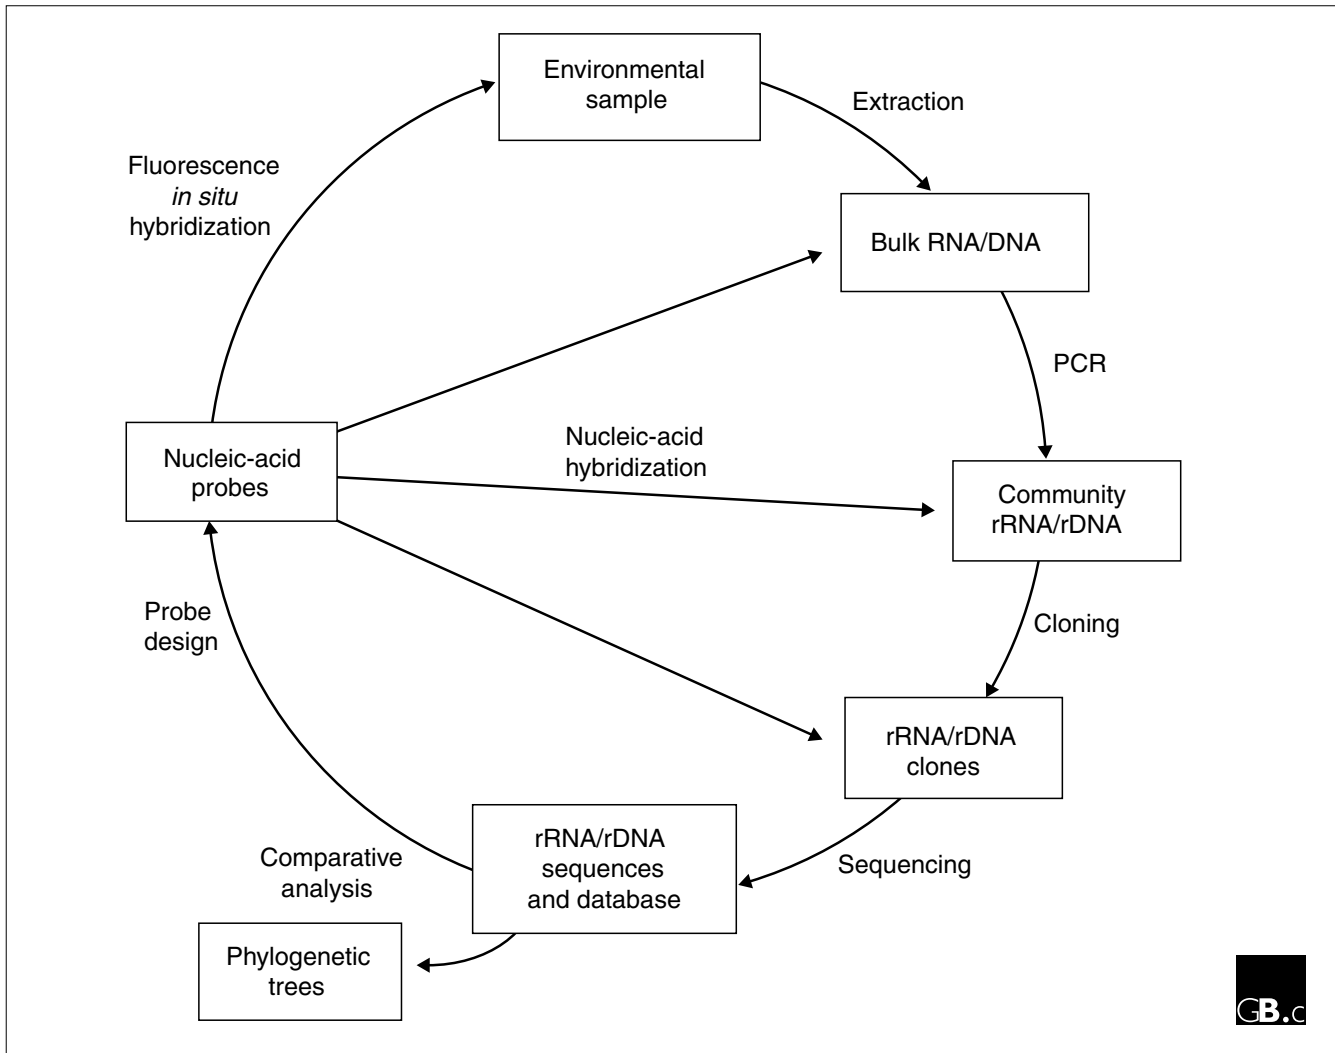 Environmental
sample
Extraction
Fluorescence
in situ
hybridization
Bulk RNA/DNA
PCR
Nucleic-acid
probes
Nucleic-acid
hybridization
Community
rRNA/rDNA
Probe
design
Cloning
rRNA/rDNA
clones
rRNA/rDNA
sequences
and database
Sequencing
Comparative
analysis
Phylogenetic
trees
GB.c